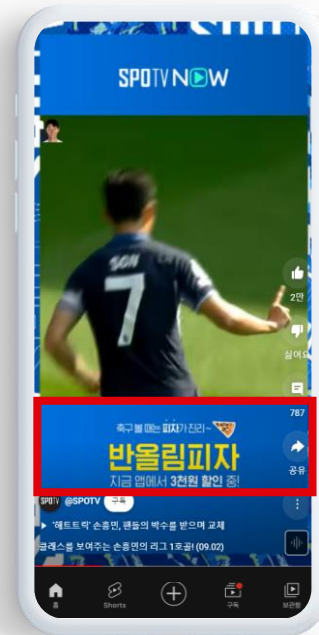 SPOTV NOW
SON
7
2만
싫어요
787
축구볼 때는 피자가 진리~
반올림피자
지금 앱에서 3천원 할인 중!
공유
SPOTV @SPOTV 구독
▶ '해트트릭' 손흥민, 팬들의 박수를 받으며 교체
클래스를 보여주는 손흥민의 리그 1호골! (09.02)
홈
Shorts
구독
보관함